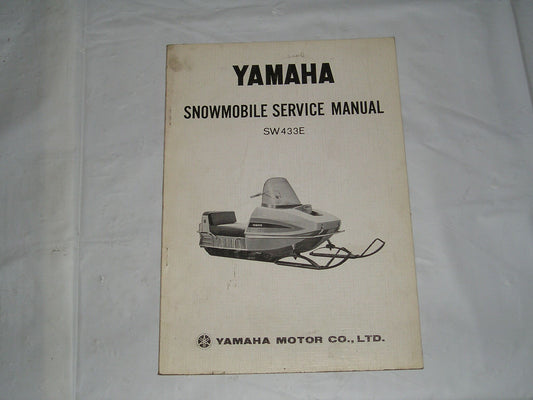 YAMAHA
SNOWMOBILE SERVICE MANUAL
SW433E
YAMAHA MOTOR CO., LTD.